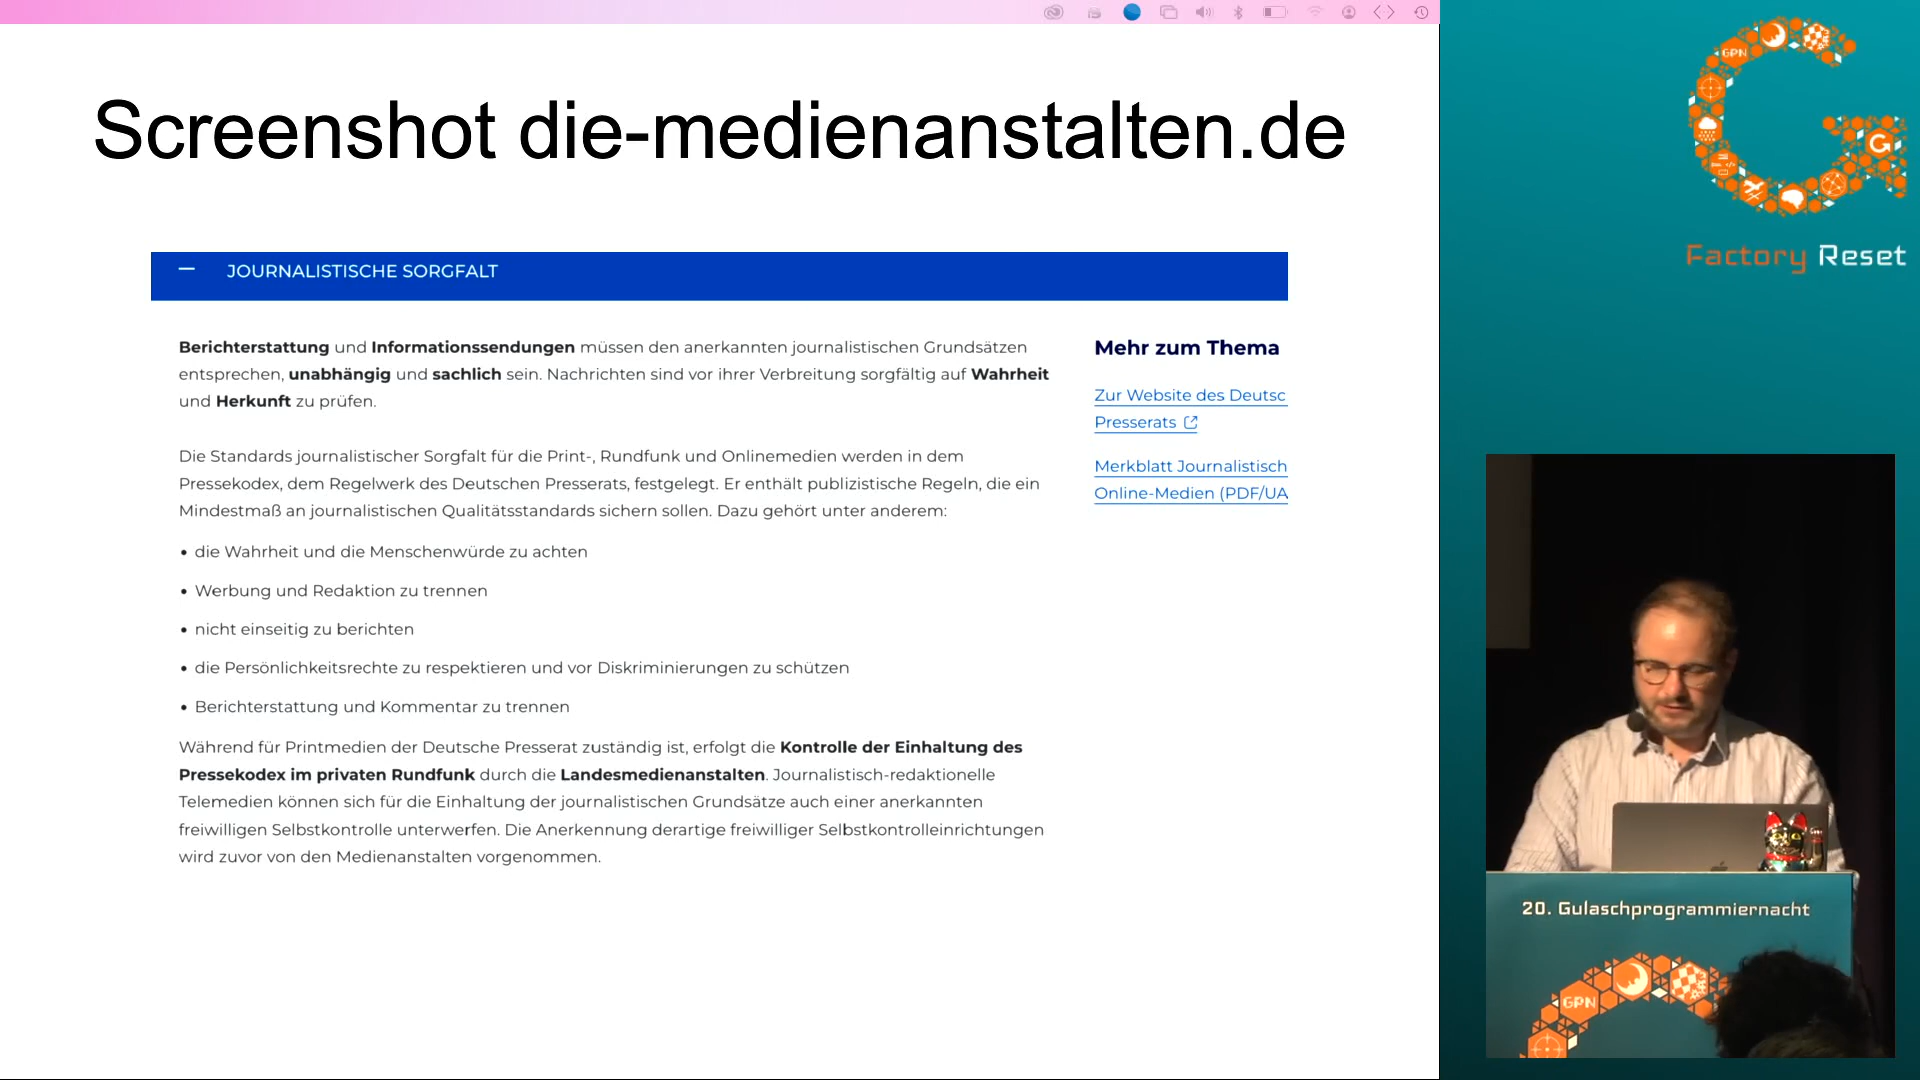 Screenshot die-medienanstalten.de
JOURNALISTISCHE SORGFALT
Berichterstattung und Informationssendungen müssen den anerkannten journalistischen Grundsätzen
entsprechen, unabhängig und sachlich sein. Nachrichten sind vor ihrer Verbreitung sorgfältig auf Wahrheit
und Herkunft zu prüfen.
Die Standards journalistischer Sorgfalt für die Print-, Rundfunk und Onlinemedien werden in dem
Pressekodex, dem Regelwerk des Deutschen Presserats, festgelegt. Er enthält publizistische Regeln, die ein
Mindestmaß an journalistischen Qualitätsstandards sichern sollen. Dazu gehört unter anderem:
• die Wahrheit und die Menschenwürde zu achten
• Werbung und Redaktion zu trennen
• nicht einseitig zu berichten
• die Persönlichkeitsrechte zu respektieren und vor Diskriminierungen zu schützen
• Berichterstattung und Kommentar zu trennen
Während für Printmedien der Deutsche Presserat zuständig ist, erfolgt die Kontrolle der Einhaltung des
Pressekodex im privaten Rundfunk durch die Landesmedienanstalten. Journalistisch-redaktionelle
Telemedien können sich für die Einhaltung der journalistischen Grundsätze auch einer anerkannten
freiwilligen Selbstkontrolle unterwerfen. Die Anerkennung derartige freiwilliger Selbstkontrolleinrichtungen
wird zuvor von den Medienanstalten vorgenommen.
Mehr zum Thema
Zur Website des Deutsc
Presserats
Merkblatt Journalistisch
Online-Medien (PDF/UA
GPN
Factory Reset
20. Gulaschprogrammiernacht
GPN